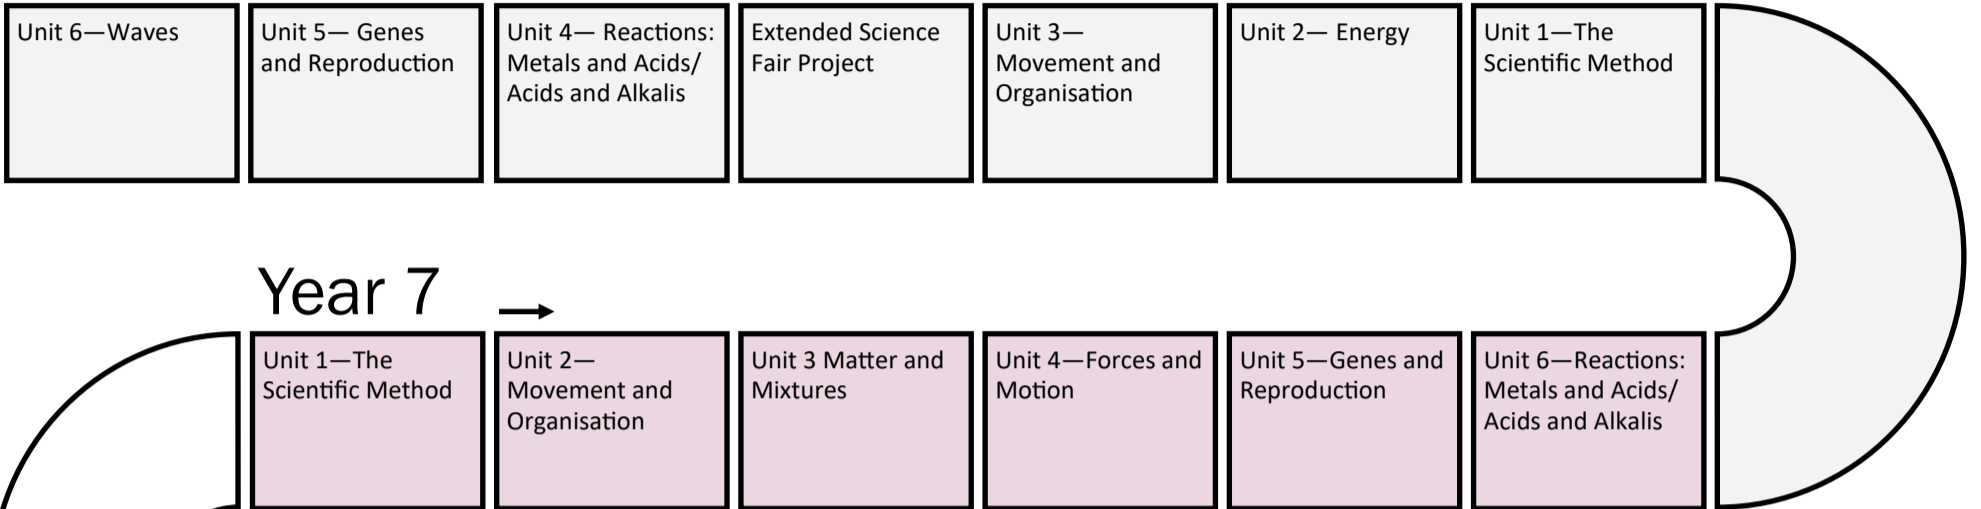 Unit 6—Waves
Unit 5— Genes
and Reproduction
Unit 4— Reactions:
Metals and Acids/
Acids and Alkalis
Extended Science
Fair Project
Unit 3—
Movement and
Organisation
Unit 2— Energy
Unit 1—The
Scientific Method
Year 7
Unit 1—The
Scientific Method
Unit 2—
Movement and
Organisation
Unit 3 Matter and
Mixtures
Unit 4—Forces and
Motion
Unit 5—Genes and
Reproduction
Unit 6—Reactions:
Metals and Acids/
Acids and Alkalis